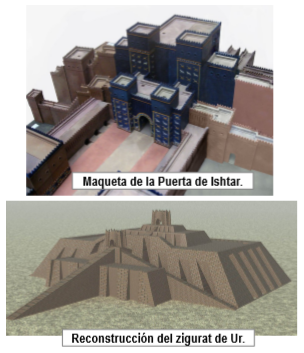 Maqueta de la Puerta de Ishtar.
Reconstrucción del zigurat de Ur.